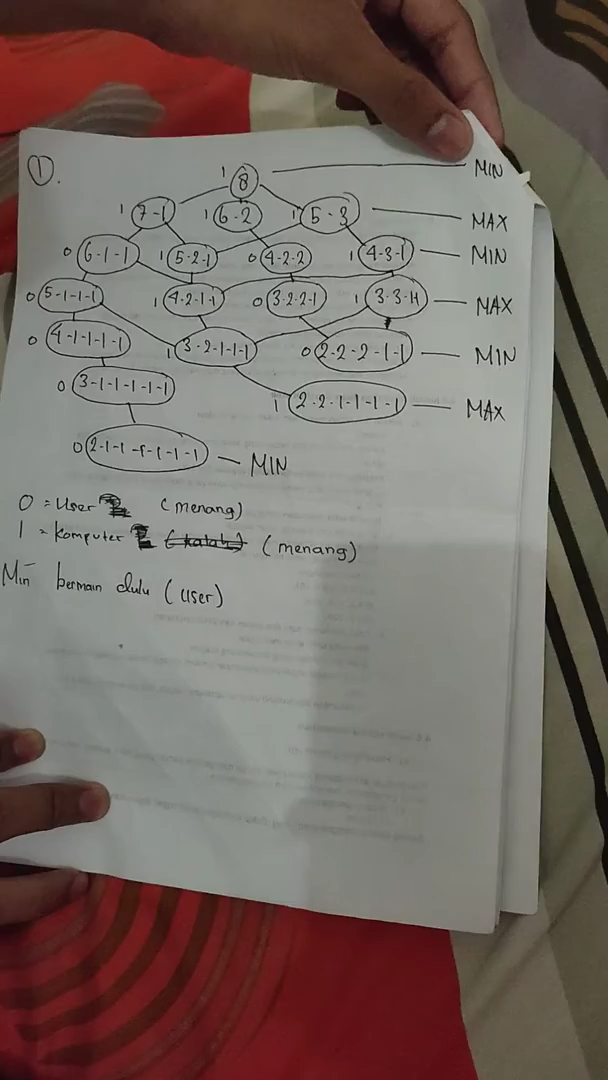 1.
1 8 MIN
1 7-1 1 6-2 1 5-3 MAX
0 6-1-1 1 5-2-1 0 4-2-2 1 4-3-1 MIN
0 5-1-1-1 1 4-2-1-1 0 3-2-2-1 1 3-3-1-1 MAX
0 4-1-1-1-1 1 3-2-1-1-1 0 2-2-2-1-1 MIN
0 3-1-1-1-1-1 1 2-2-1-1-1-1 MAX
0 2-1-1-1-1-1-1 MIN
0 = User (menang)
1 = Komputer (menang)
Min bermain dulu (user)